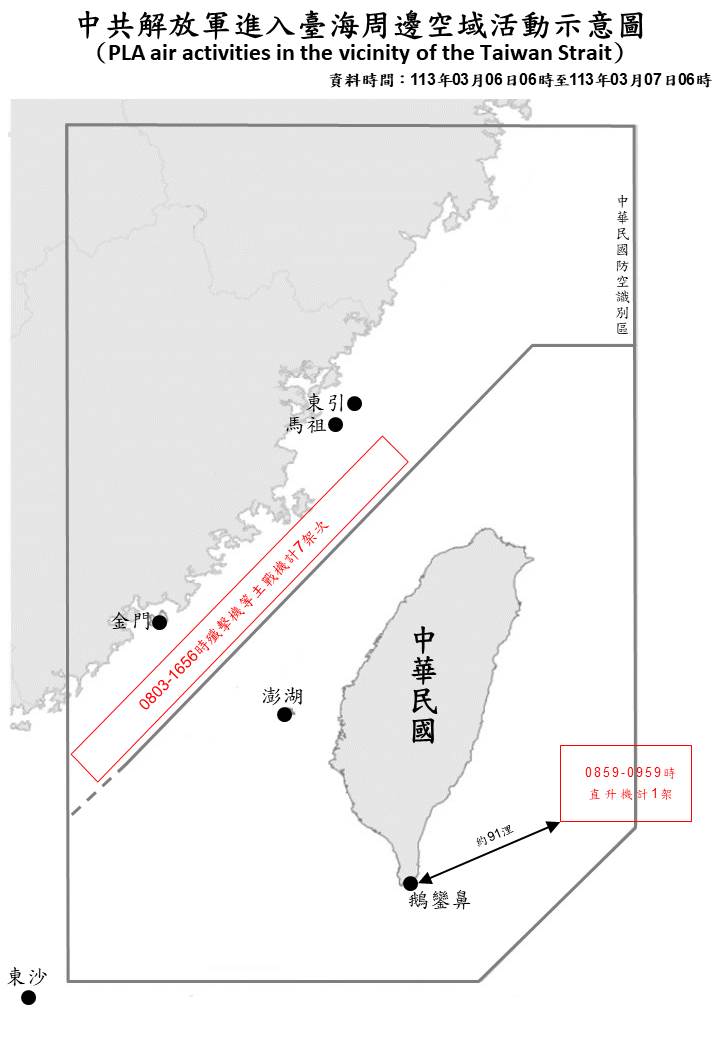 中共解放軍進入臺海周邊空域活動示意圖
（PLA air activities in the vicinity of the Taiwan Strait）
資料時間：113年03月06日06時至113年03月07日06時
中華民國防空識別區
東引
馬祖
0803-1656時殲擊機等主戰機計7架次
金門
中華民國
澎湖
0859-0959時
直升機計1架
約91浬
鵝鑾鼻
東沙